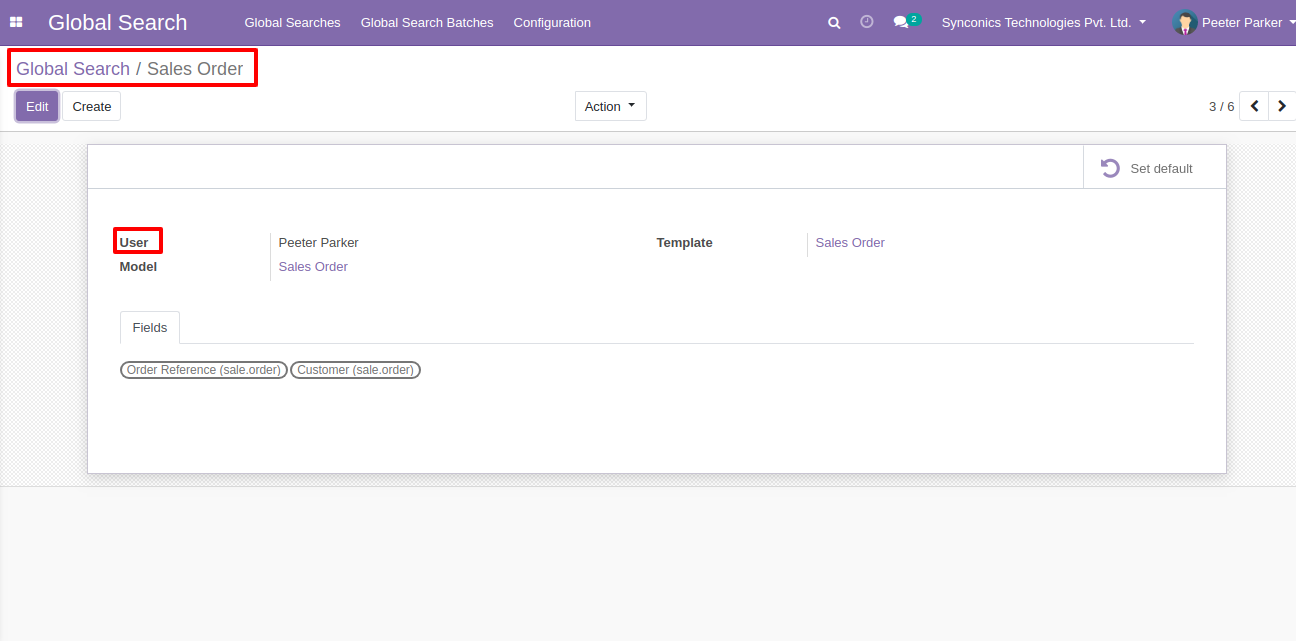 Global Search Global Searches Global Search Batches Configuration 2 Synconics Technologies Pvt. Ltd. Peeter Parker
Global Search / Sales Order
Edit Create Action 3 / 6
Set default
User Peeter Parker Template Sales Order
Model Sales Order
Fields
Order Reference (sale.order) Customer (sale.order)